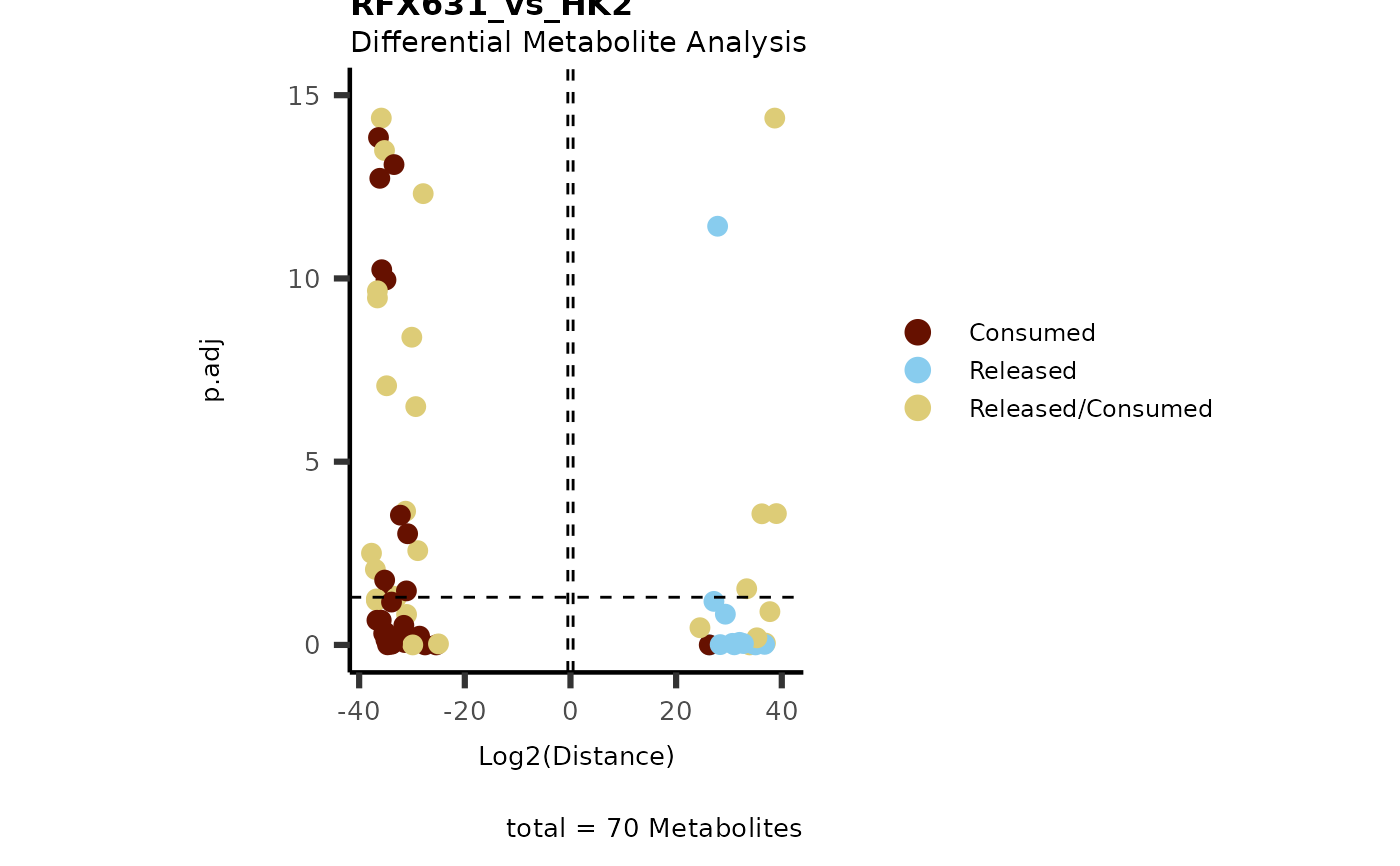 RFX631_vs_HK2
Differential Metabolite Analysis
15
10
5
0
p.adj
-40 -20 0 20 40
Log2(Distance)
Consumed
Released
Released/Consumed
total = 70 Metabolites